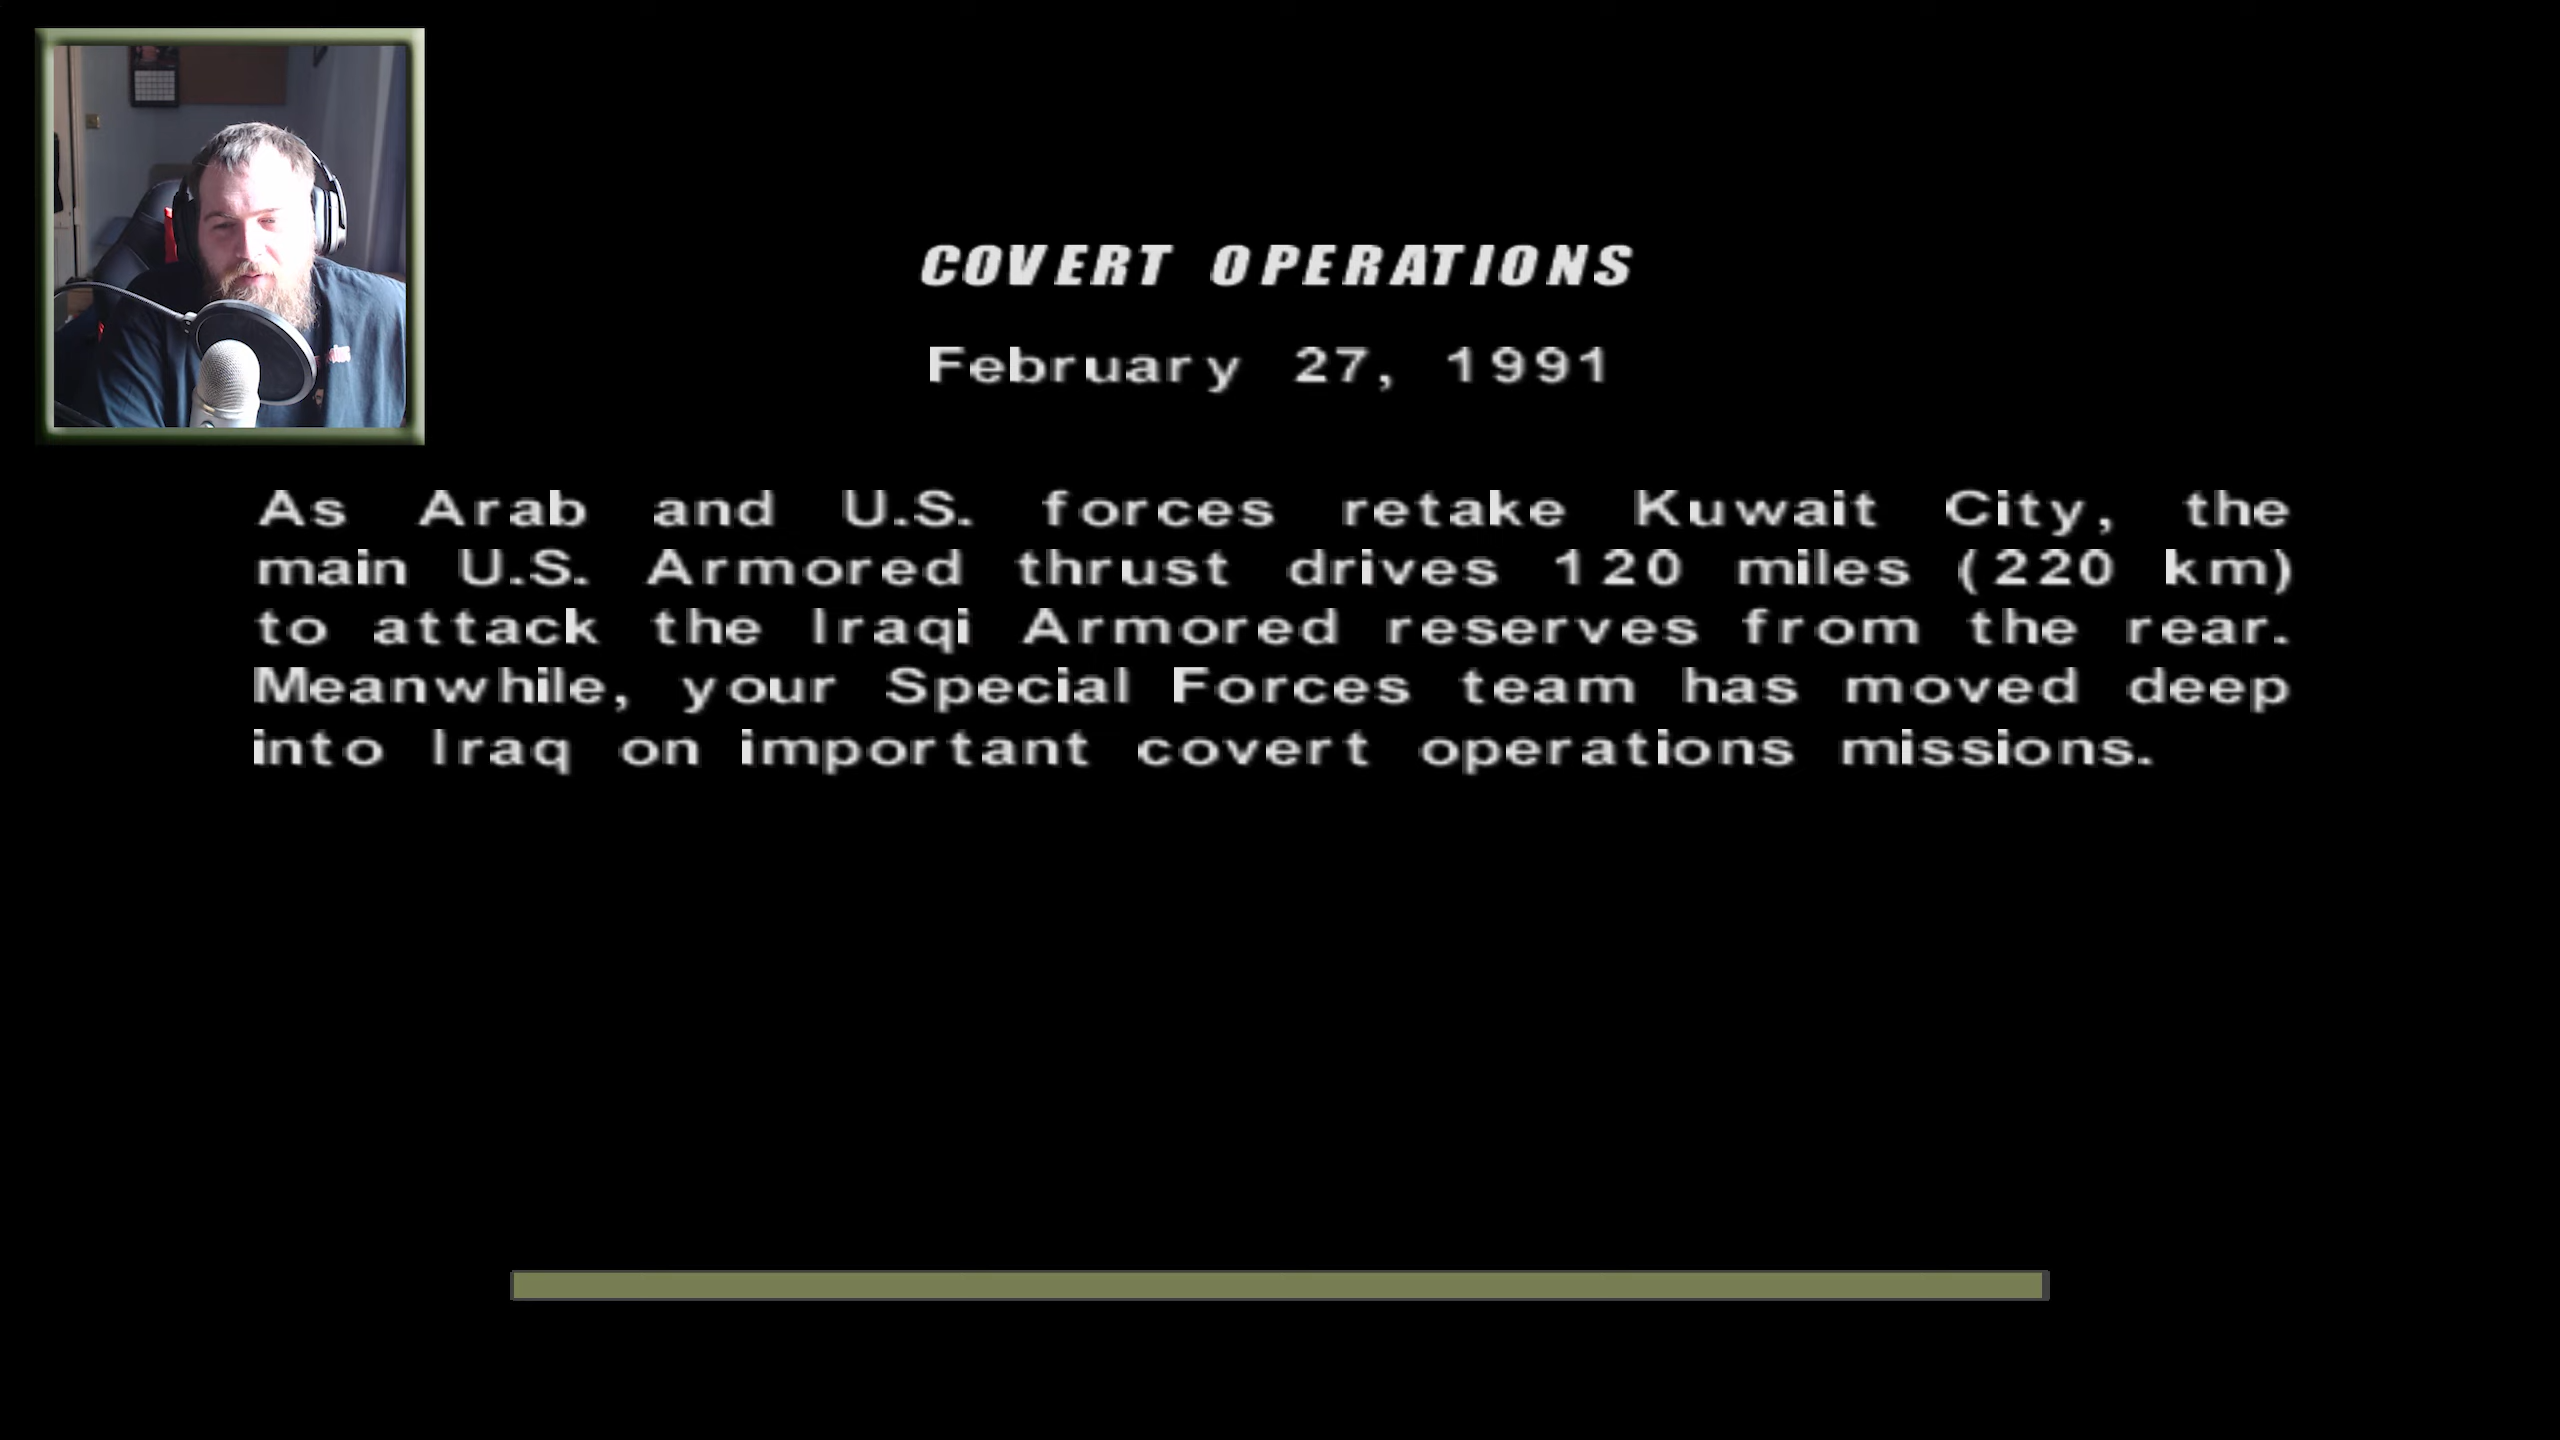 COVERT OPERATIONS
February 27, 1991
As Arab and U.S. forces retake Kuwait City, the
main U.S. Armored thrust drives 120 miles (220 km)
to attack the Iraqi Armored reserves from the rear.
Meanwhile, your Special Forces team has moved deep
into Iraq on important covert operations missions.